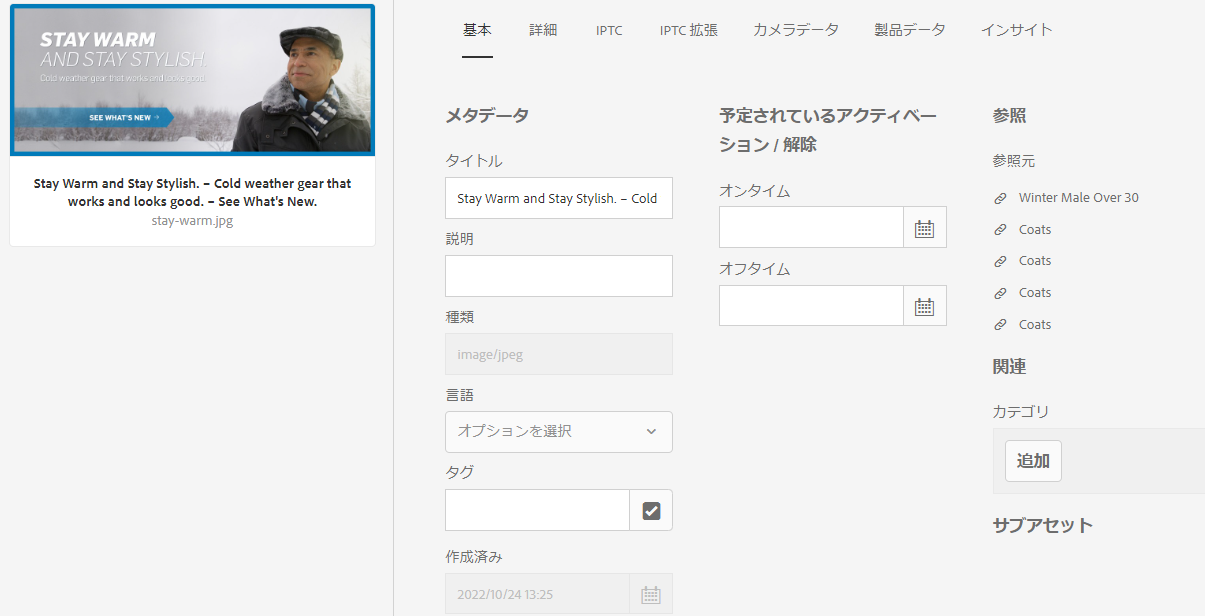 STAY WARM
AND STAY STYLISH.
Cold weather gear that works and looks good.
SEE WHAT'S NEW →
Stay Warm and Stay Stylish. – Cold weather gear that
works and looks good. – See What's New.
stay-warm.jpg
基本 詳細 IPTC IPTC 拡張 カメラデータ 製品データ インサイト
メタデータ
タイトル
Stay Warm and Stay Stylish. – Cold
説明
種類
image/jpeg
言語
オプションを選択
タグ
作成済み
2022/10/24 13:25
予定されているアクティベー
ション / 解除
オンタイム
オフタイム
参照
参照元
Winter Male Over 30
Coats
Coats
Coats
Coats
関連
カテゴリ
追加
サブアセット